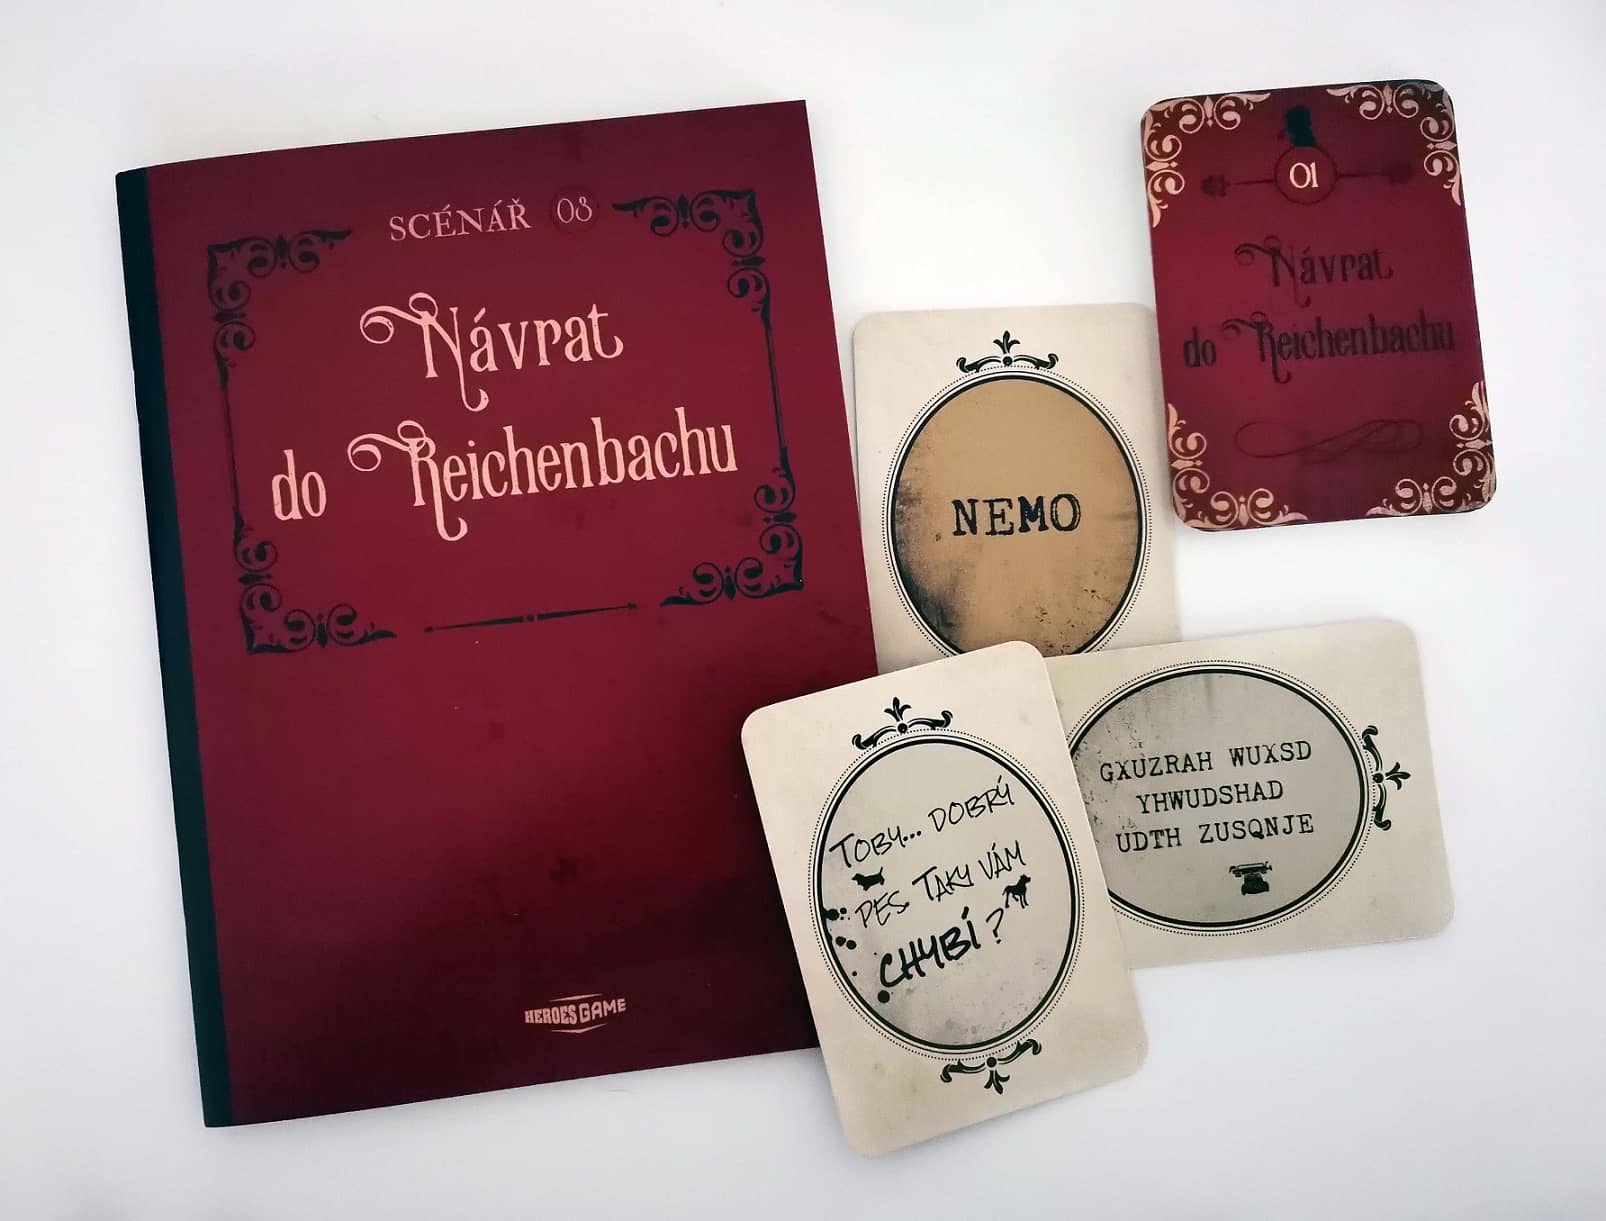 SCÉNÁŘ 03
Návrat
do Reichenbachu
HEROES GAME
01
Návrat
do Reichenbachu
NEMO
TOBY... DOBRÝ
PES. TAKY VÁM
CHYBÍ?
GXUZRAH WUXSD
YHWUDSHAD
UDTH ZUSQNJE